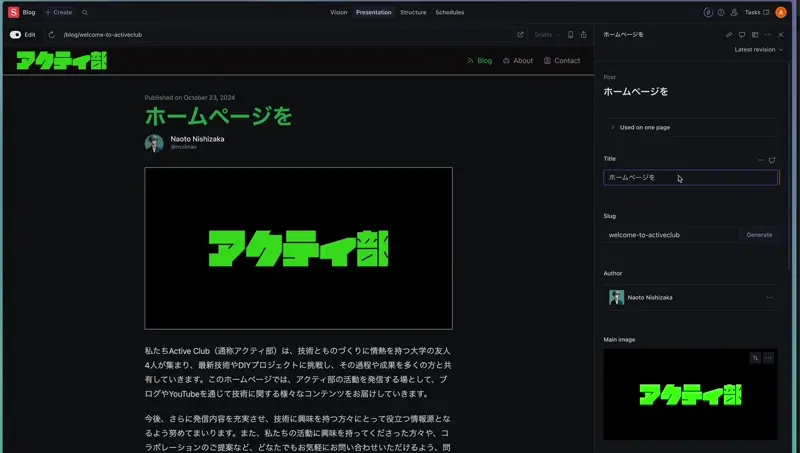 S Blog + Create Vision Presentation Structure Schedules Tasks A
Edit /blog/welcome-to-activeclub Drafts
アクティ部 Blog About Contact
Published on October 23, 2024
ホームページを
Naoto Nishizaka
アクティ部
私たちActive Club（通称アクティ部）は、技術とものづくりに情熱を持つ大学の友人
4人が集まり、最新技術やDIYプロジェクトに挑戦し、その過程や成果を多くの方と共
有していきます。このホームページでは、アクティ部の活動を発信する場として、ブ
ログやYouTubeを通じて技術に関する様々なコンテンツをお届けしていきます。
今後、さらに発信内容を充実させ、技術に興味を持つ方々にとって役立つ情報源とな
るよう努めてまいります。また、私たちの活動に興味を持ってくださった方々や、コ
ラボレーションのご提案など、どなたでもお気軽にお問い合わせいただけるよう、問
ホームページを
Latest revision
Post
ホームページを
Used on one page
Title
ホームページを
Slug
welcome-to-activeclub Generate
Author
Naoto Nishizaka
Main image
アクティ部